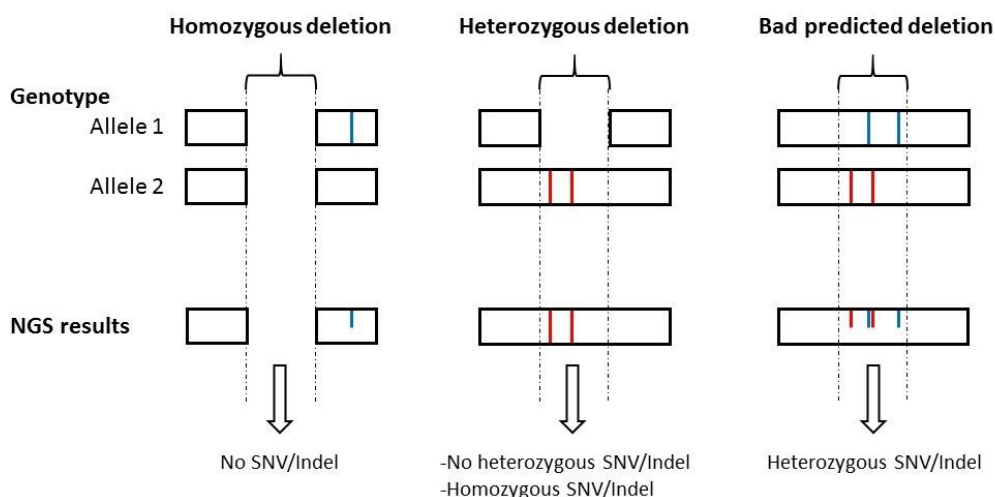 Homozygous deletion
Heterozygous deletion
Bad predicted deletion
Genotype
Allele 1
Allele 2
NGS results
No SNV/Indel
-No heterozygous SNV/Indel
-Homozygous SNV/Indel
Heterozygous SNV/Indel